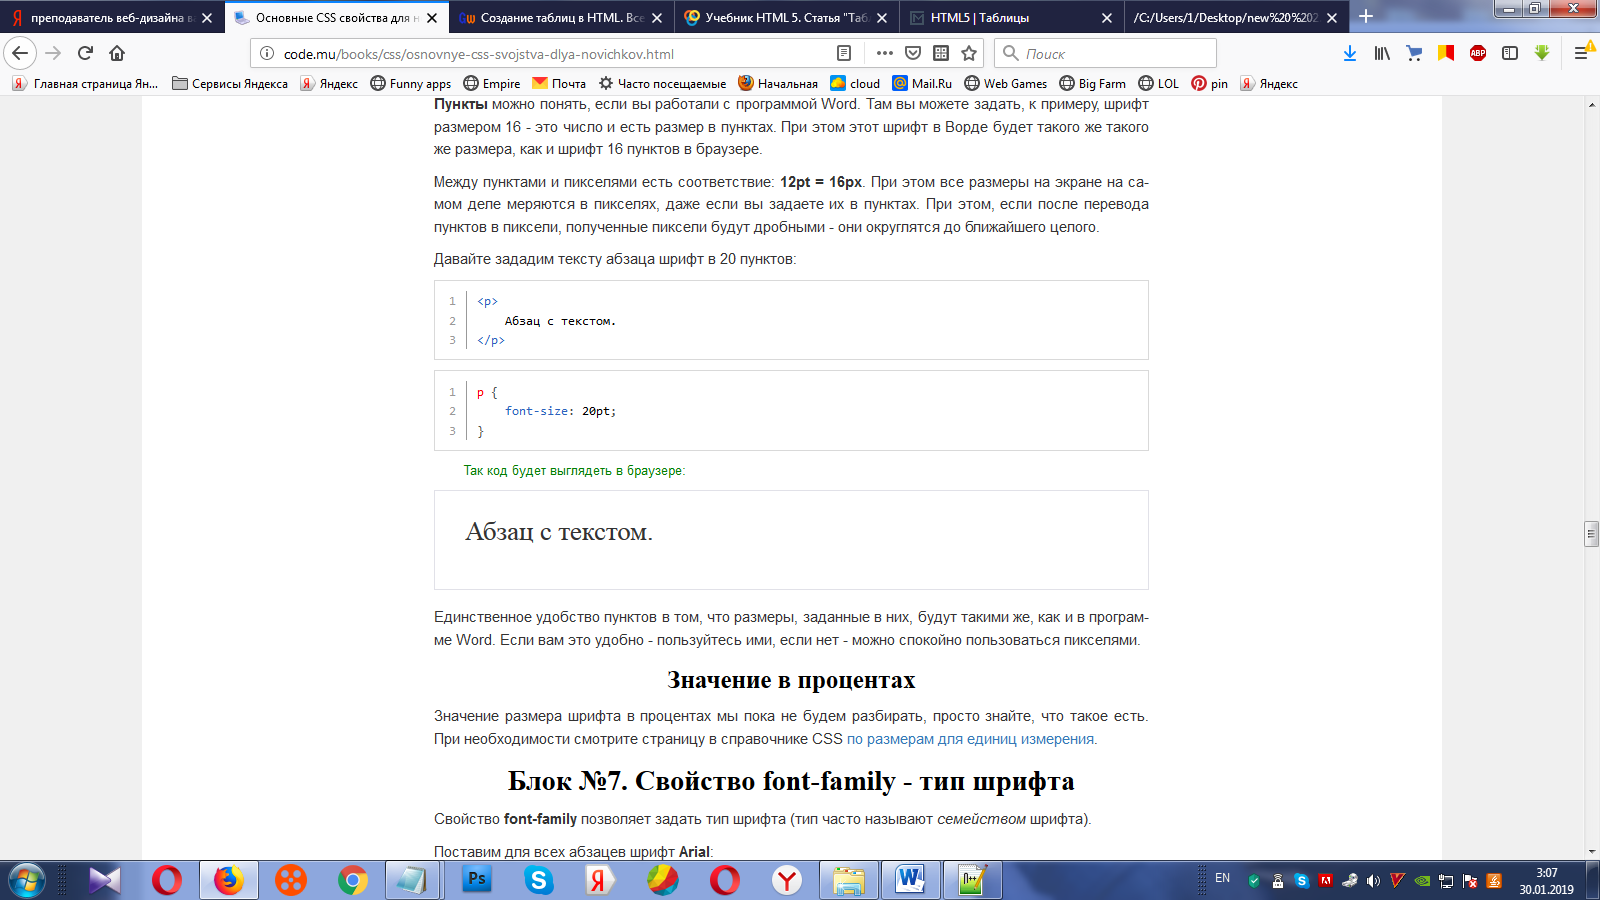 преподаватель веб-дизайна ва
Основные CSS свойства для н
Создание таблиц в HTML. Все
Учебник HTML 5. Статья "Табл
HTML5 | Таблицы
/C:/Users/1/Desktop/new%20%202
code.mu/books/css/osnovnye-css-svojstva-dlya-novichkov.html
Поиск
Главная страница Ян...
Сервисы Яндекса
Яндекс
Funny apps
Empire
Почта
Часто посещаемые
Начальная
cloud
Mail.Ru
Web Games
Big Farm
LOL
pin
Яндекс
Пункты можно понять, если вы работали с программой Word. Там вы можете задать, к примеру, шрифт
размером 16 - это число и есть размер в пунктах. При этом этот шрифт в Ворде будет такого же такого
же размера, как и шрифт 16 пунктов в браузере.
Между пунктами и пикселями есть соответствие: 12pt = 16px. При этом все размеры на экране на са-
мом деле меряются в пикселях, даже если вы задаете их в пунктах. При этом, если после перевода
пунктов в пиксели, полученные пиксели будут дробными - они округлятся до ближайшего целого.
Давайте зададим тексту абзаца шрифт в 20 пунктов:
1 <p>
2 Абзац с текстом.
3 </p>
1 p {
2 font-size: 20pt;
3 }
Так код будет выглядеть в браузере:
Абзац с текстом.
Единственное удобство пунктов в том, что размеры, заданные в них, будут такими же, как и в програм-
ме Word. Если вам это удобно - пользуйтесь ими, если нет - можно спокойно пользоваться пикселями.
Значение в процентах
Значение размера шрифта в процентах мы пока не будем разбирать, просто знайте, что такое есть.
При необходимости смотрите страницу в справочнике CSS по размерам для единиц измерения.
Блок №7. Свойство font-family - тип шрифта
Свойство font-family позволяет задать тип шрифта (тип часто называют семейством шрифта).
Поставим для всех абзацев шрифт Arial:
EN
3:07
30.01.2019